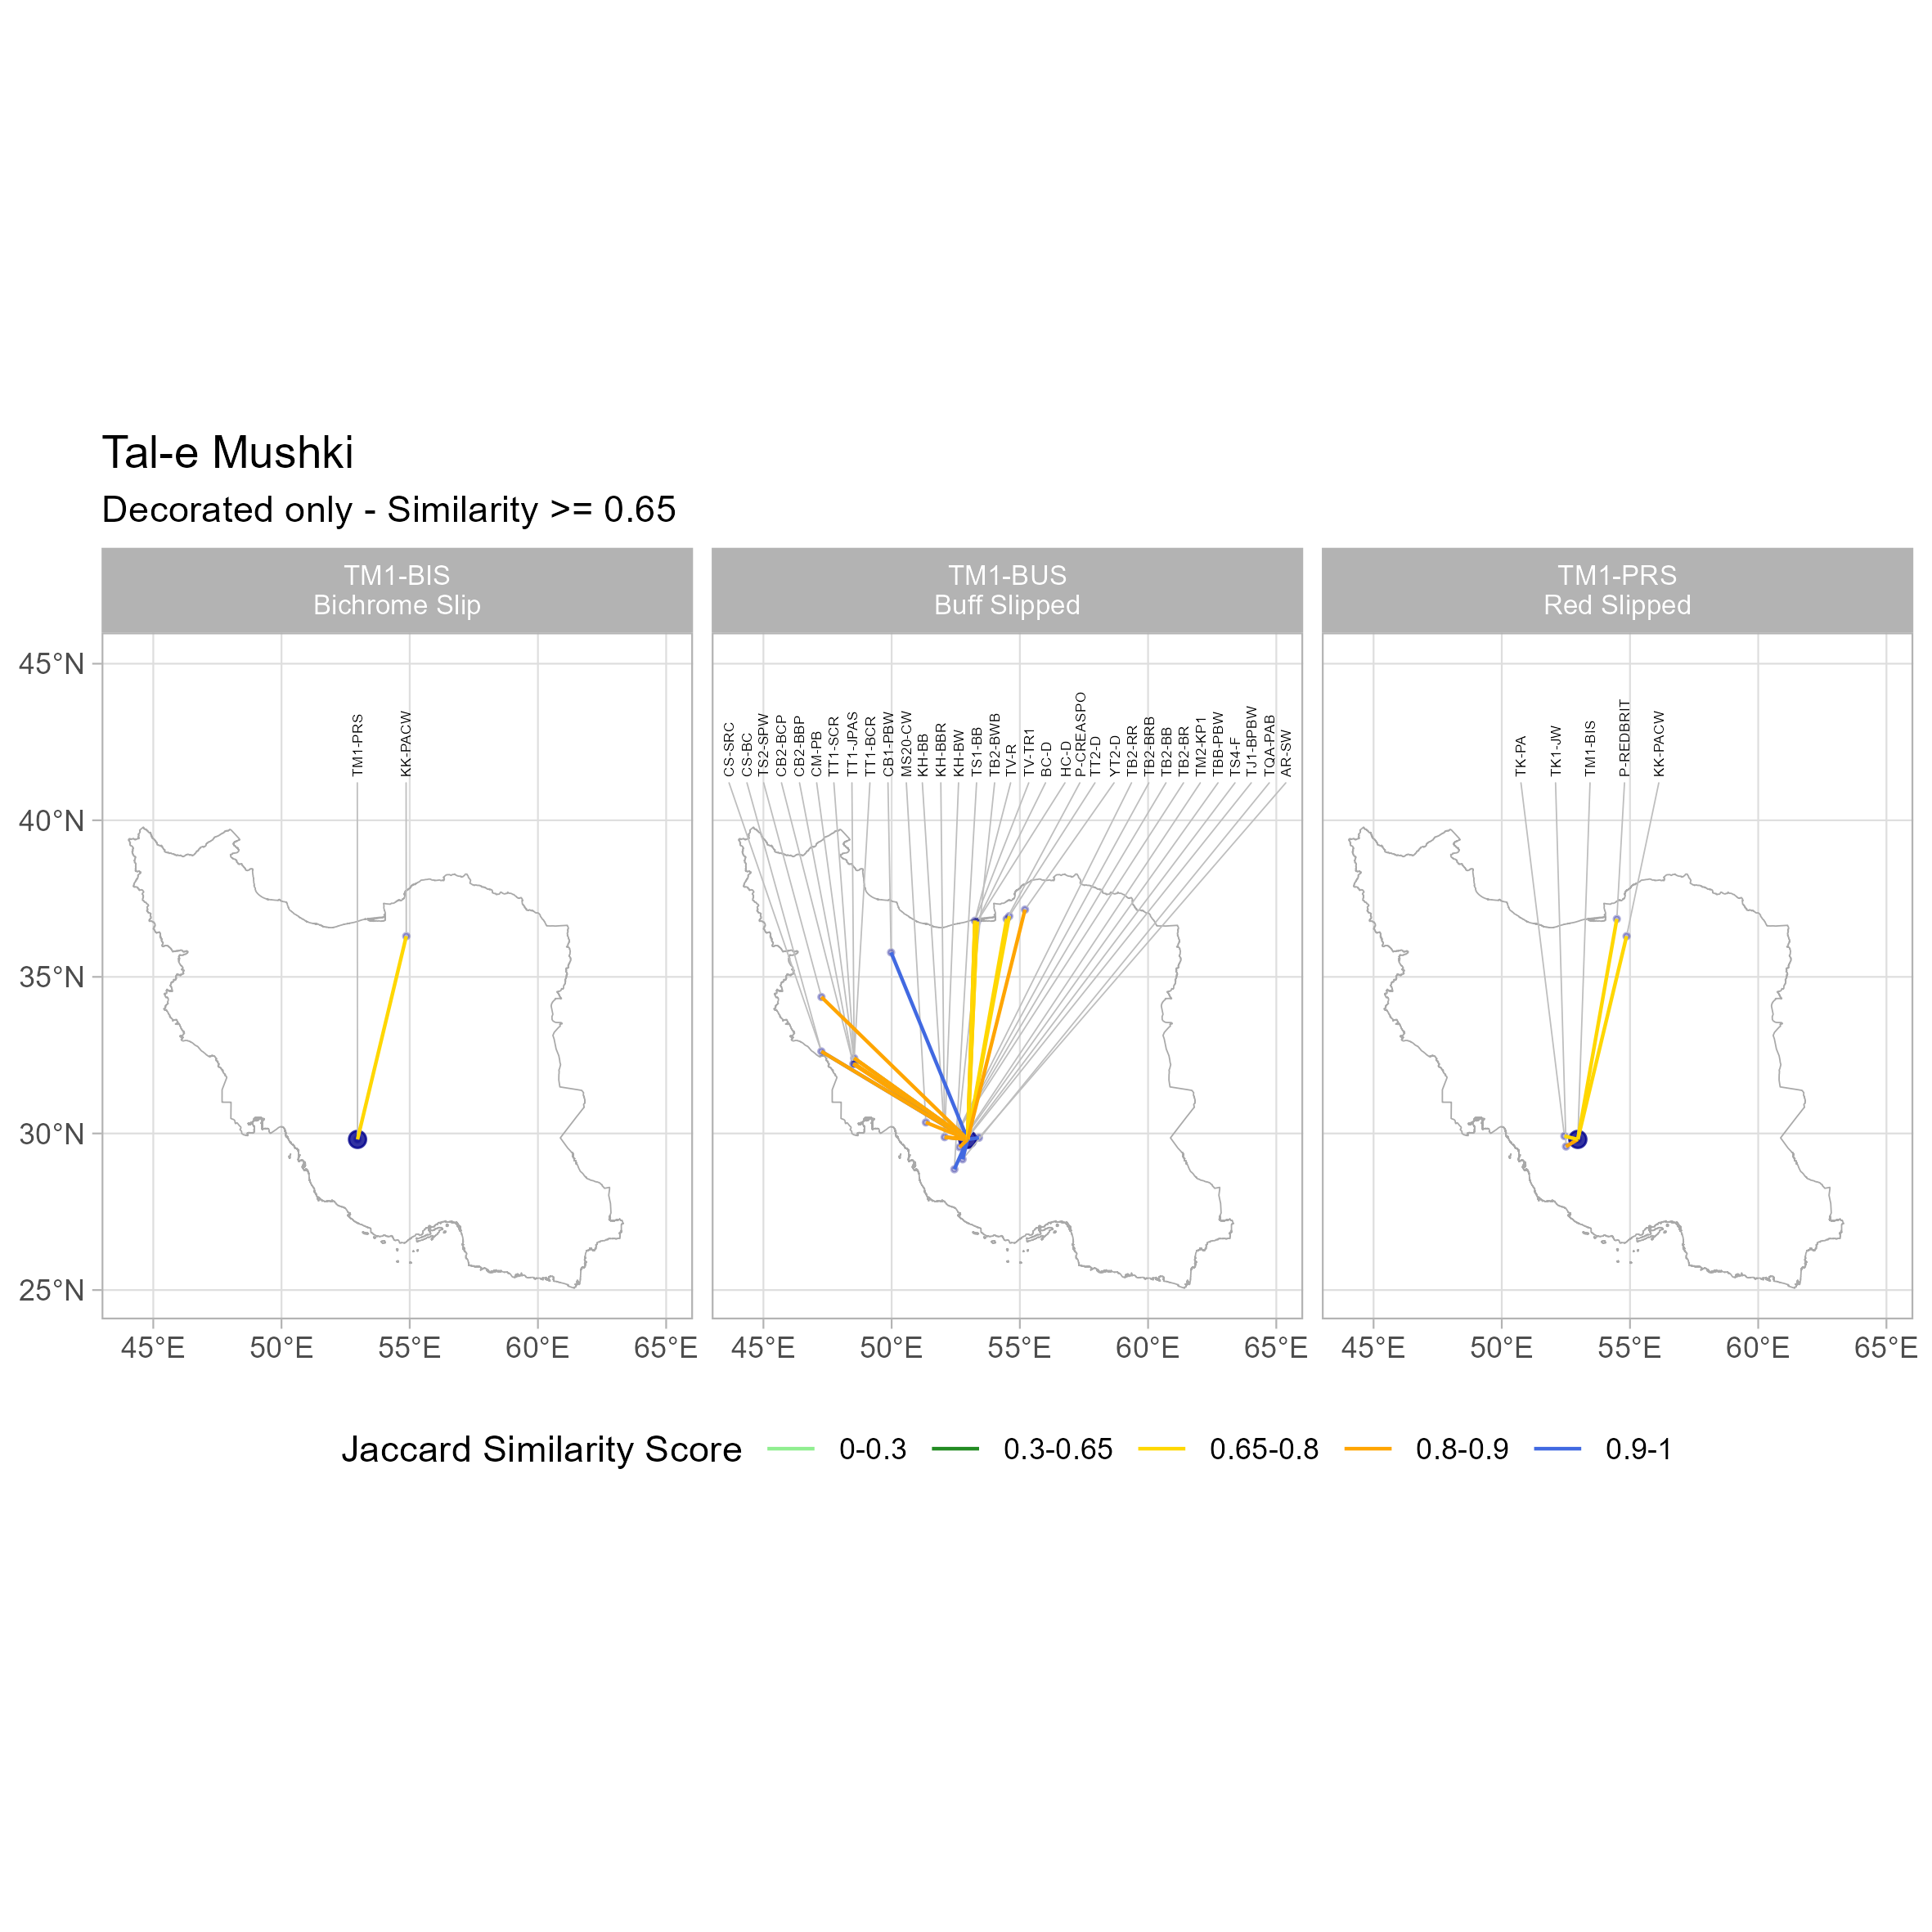 Tal-e Mushki
Decorated only - Similarity >= 0.65
TM1-BIS
Bichrome Slip
TM1-BUS
Buff Slipped
TM1-PRS
Red Slipped
45°N
40°N
35°N
30°N
25°N
TM1-PRS
KK-PACW
CS-SRC
CS-BC
TS2-SPW
CB2-BCP
CB2-BBP
CM-PB
TT1-SCR
TT1-JPAS
TT1-BCR
CB1-PBW
MS20-CW
KH-BB
KH-BBR
KH-BW
TS1-BB
TB2-BWB
TV-R
TV-TR1
BC-D
HC-D
P-CREASPO
TT2-D
YT2-D
TB2-RR
TB2-BRB
TB2-BB
TB2-BR
TM2-KP1
TBB-PBW
TS4-F
TJ1-BPBW
TQA-PAB
AR-SW
TK-PA
TK1-JW
TM1-BIS
P-REDBRIT
KK-PACW
45°E 50°E 55°E 60°E 65°E
45°E 50°E 55°E 60°E 65°E
45°E 50°E 55°E 60°E 65°E
Jaccard Similarity Score 0-0.3 0.3-0.65 0.65-0.8 0.8-0.9 0.9-1